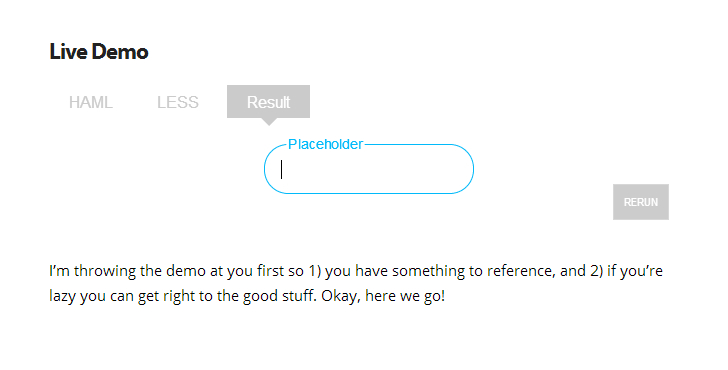 Live Demo
HAML LESS Result
Placeholder
RERUN
I’m throwing the demo at you first so 1) you have something to reference, and 2) if you’re
lazy you can get right to the good stuff. Okay, here we go!